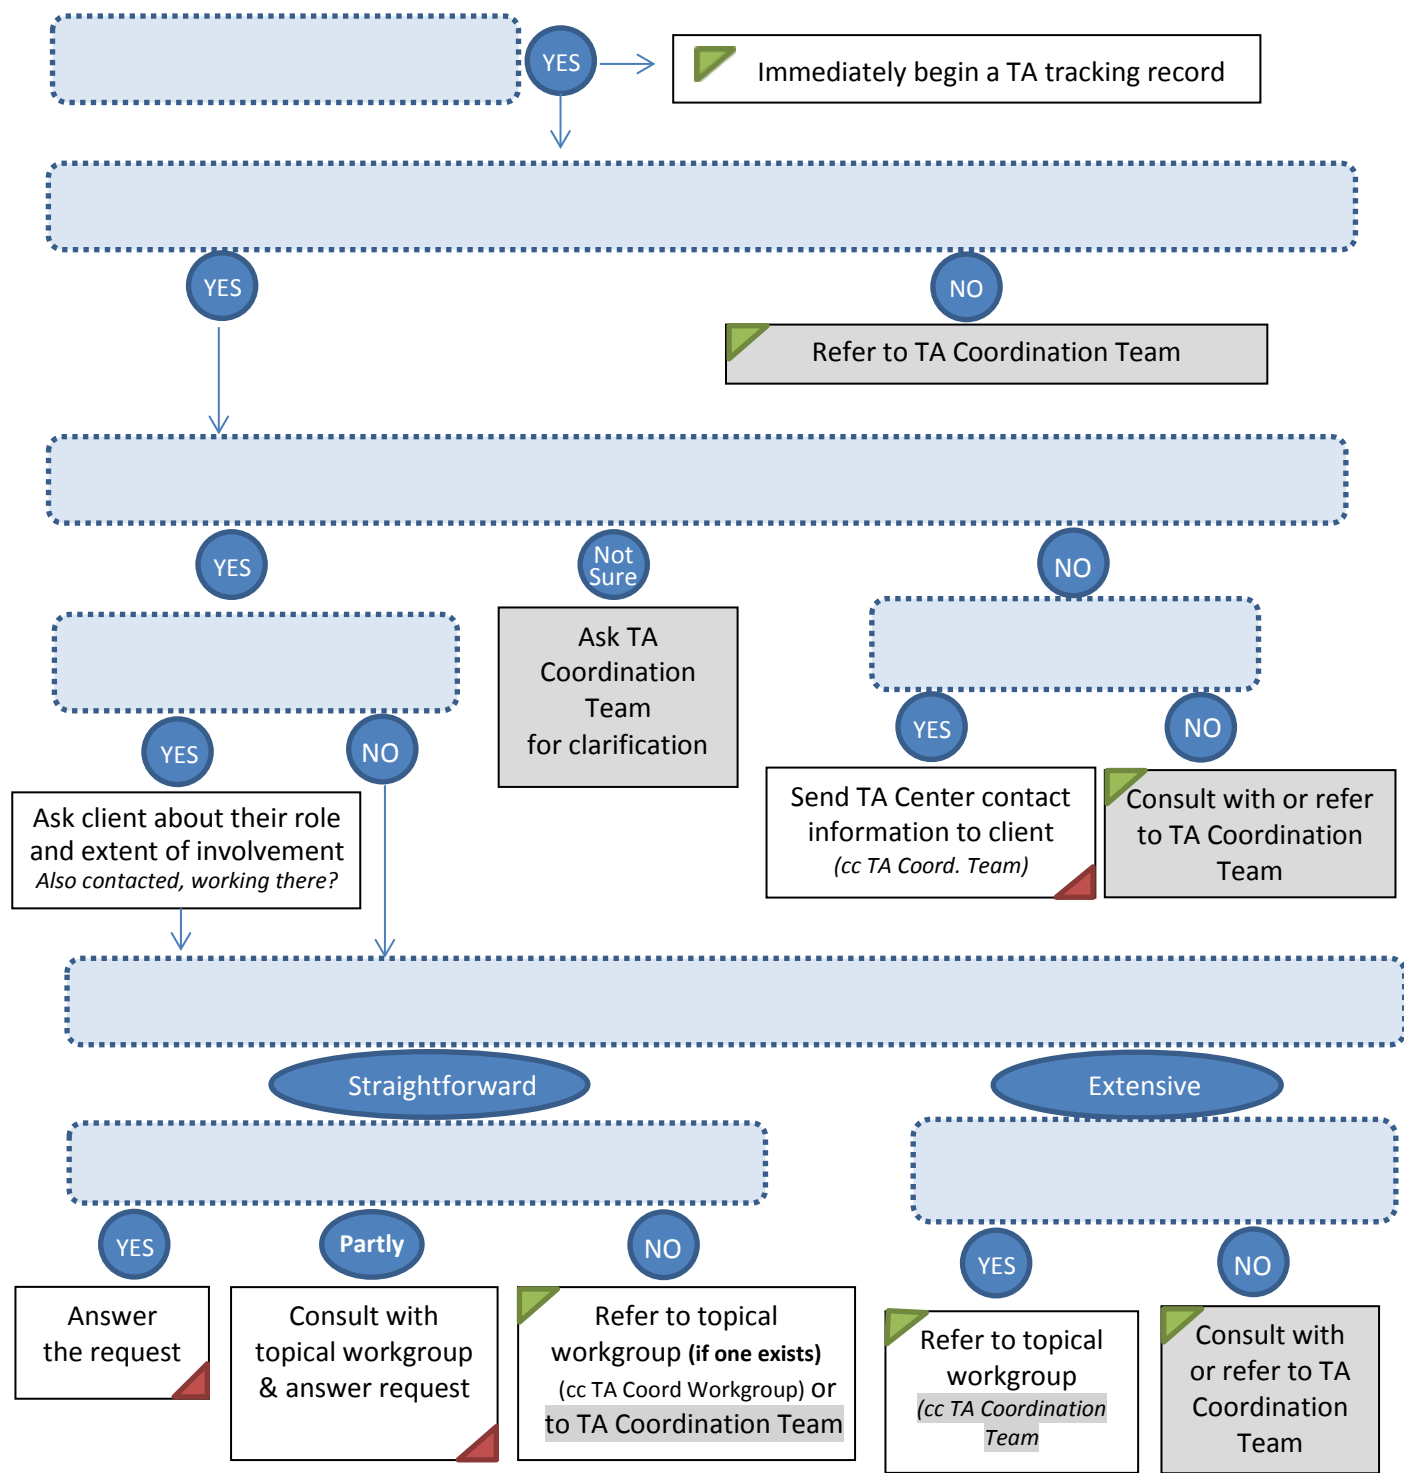 YES
Immediately begin a TA tracking record
YES
NO
Refer to TA Coordination Team
YES
Not
Sure
NO
Ask TA
Coordination
Team
for clarification
YES
NO
YES
NO
Ask client about their role
and extent of involvement
Also contacted, working there?
Send TA Center contact
information to client
(cc TA Coord. Team)
Consult with or refer
to TA Coordination
Team
Straightforward
Extensive
YES
Partly
NO
YES
NO
Answer
the request
Consult with
topical workgroup
& answer request
Refer to topical
workgroup (if one exists)
(cc TA Coord Workgroup) or
to TA Coordination Team
Refer to topical
workgroup
(cc TA Coordination
Team
Consult with
or refer to TA
Coordination
Team